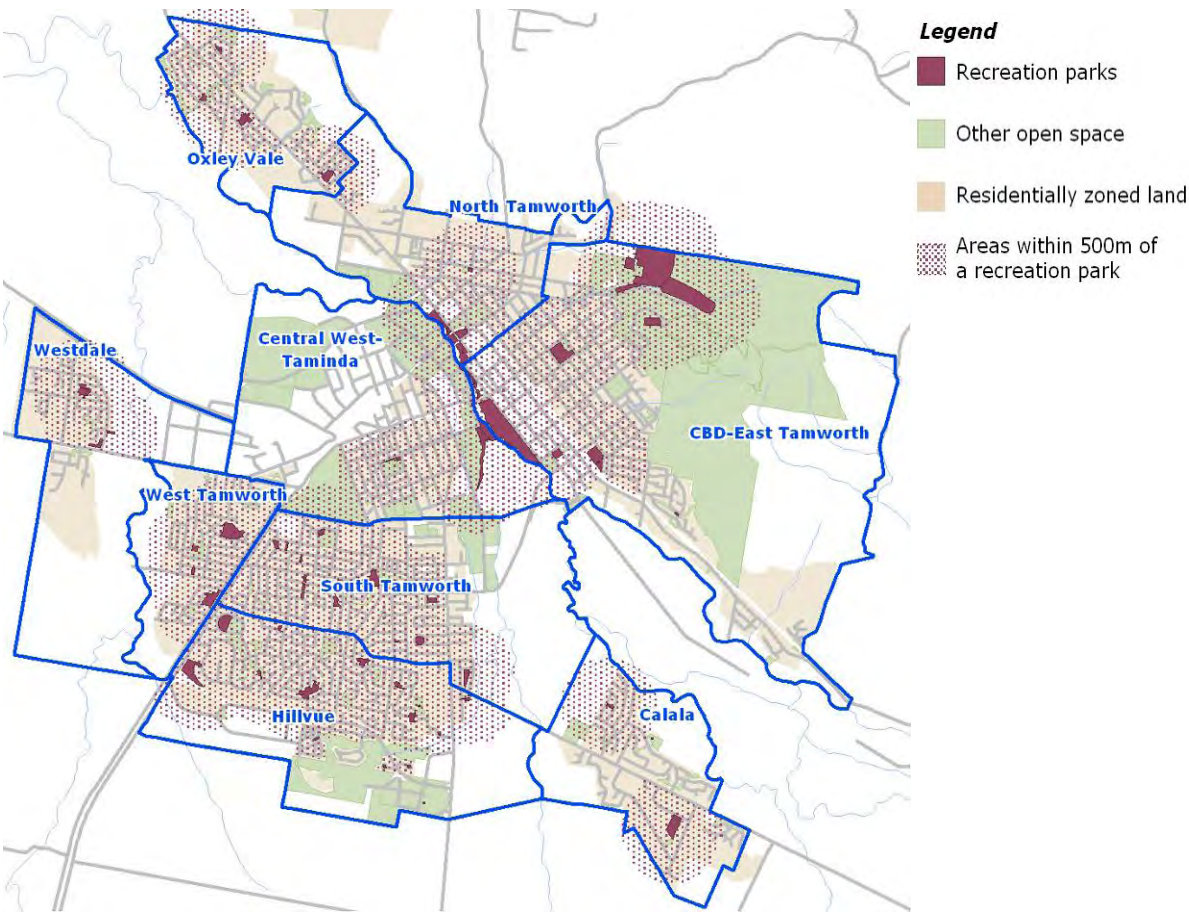 Legend
Recreation parks
Other open space
Residentially zoned land
Areas within 500m of
a recreation park
Oxley Vale
North Tamworth
Central West-
Taminda
Westdale
CBD-East Tamworth
West Tamworth
South Tamworth
Hillvue
Calala